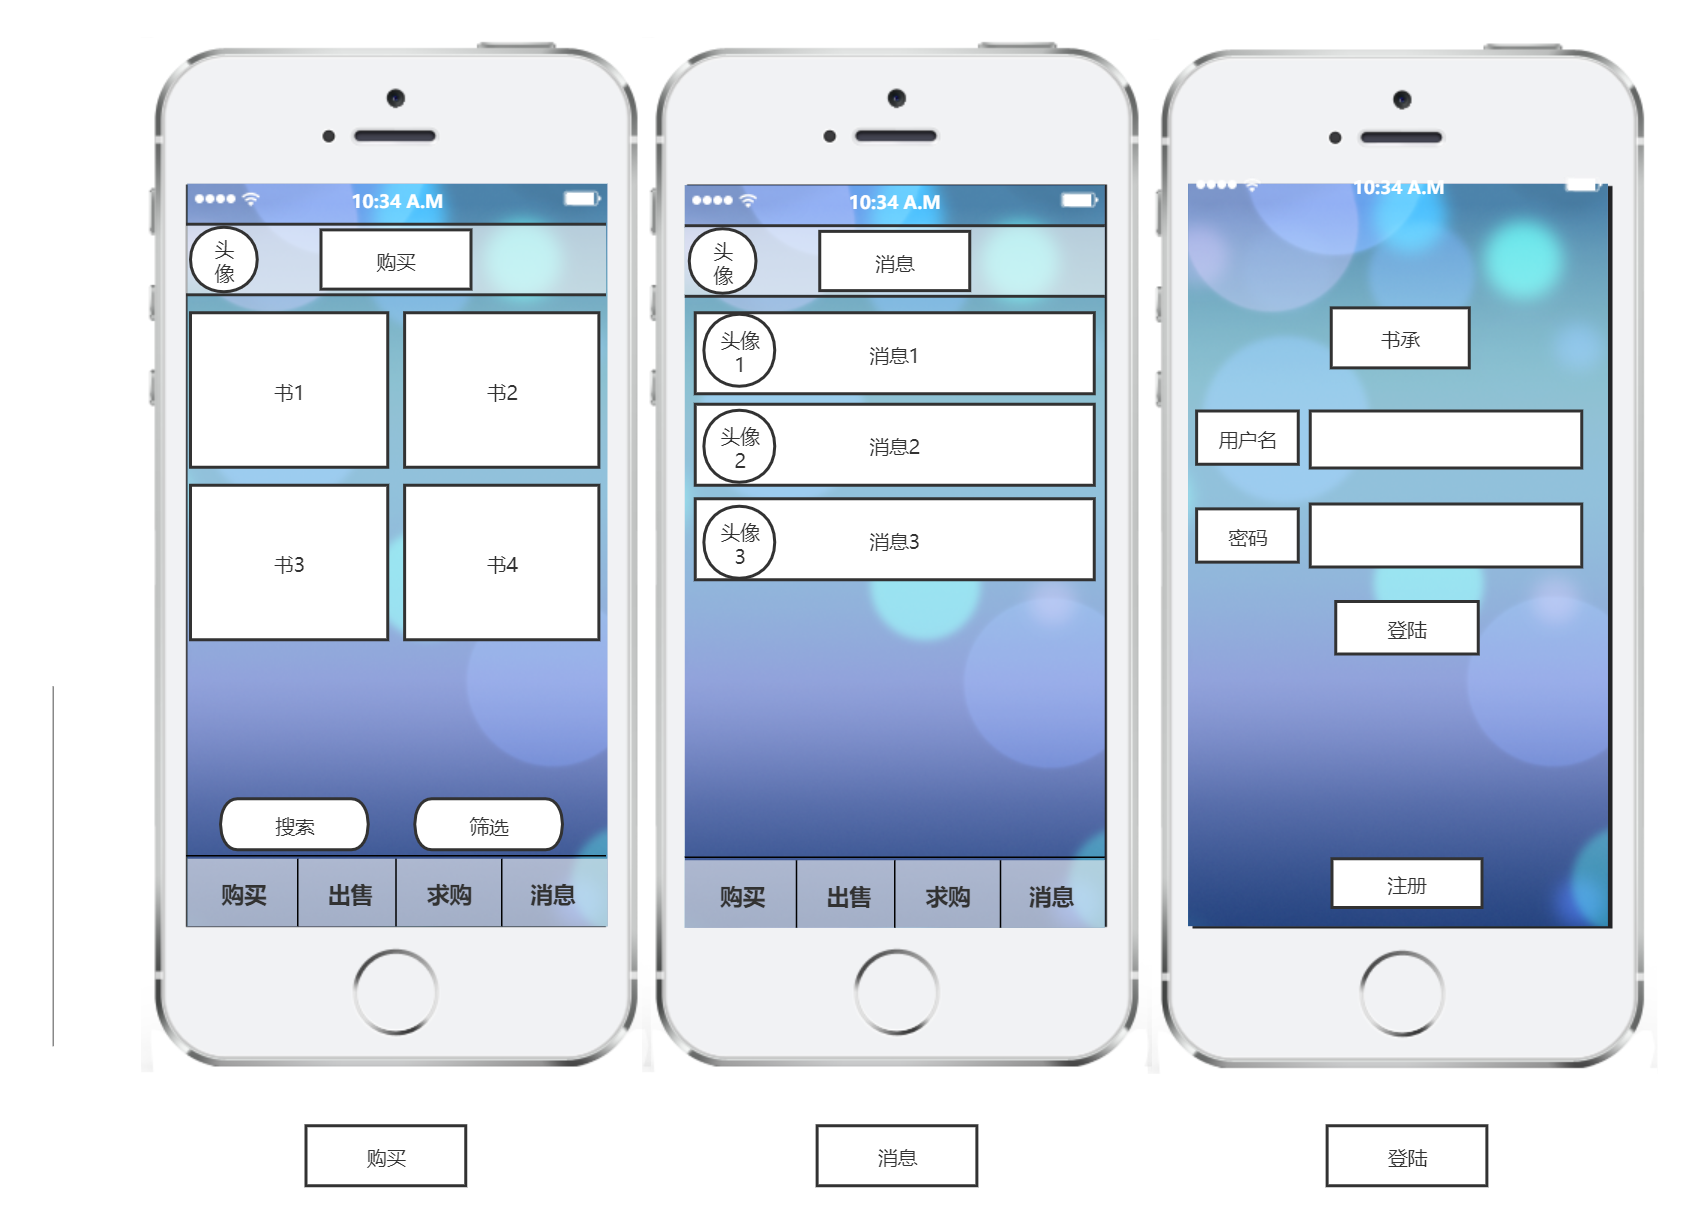 10:34 A.M
头
像
购买
书1
书2
书3
书4
搜索
筛选
购买
出售
求购
消息
购买
10:34 A.M
头
像
消息
头像
1
消息1
头像
2
消息2
头像
3
消息3
购买
出售
求购
消息
消息
10:34 A.M
书承
用户名
密码
登陆
注册
登陆